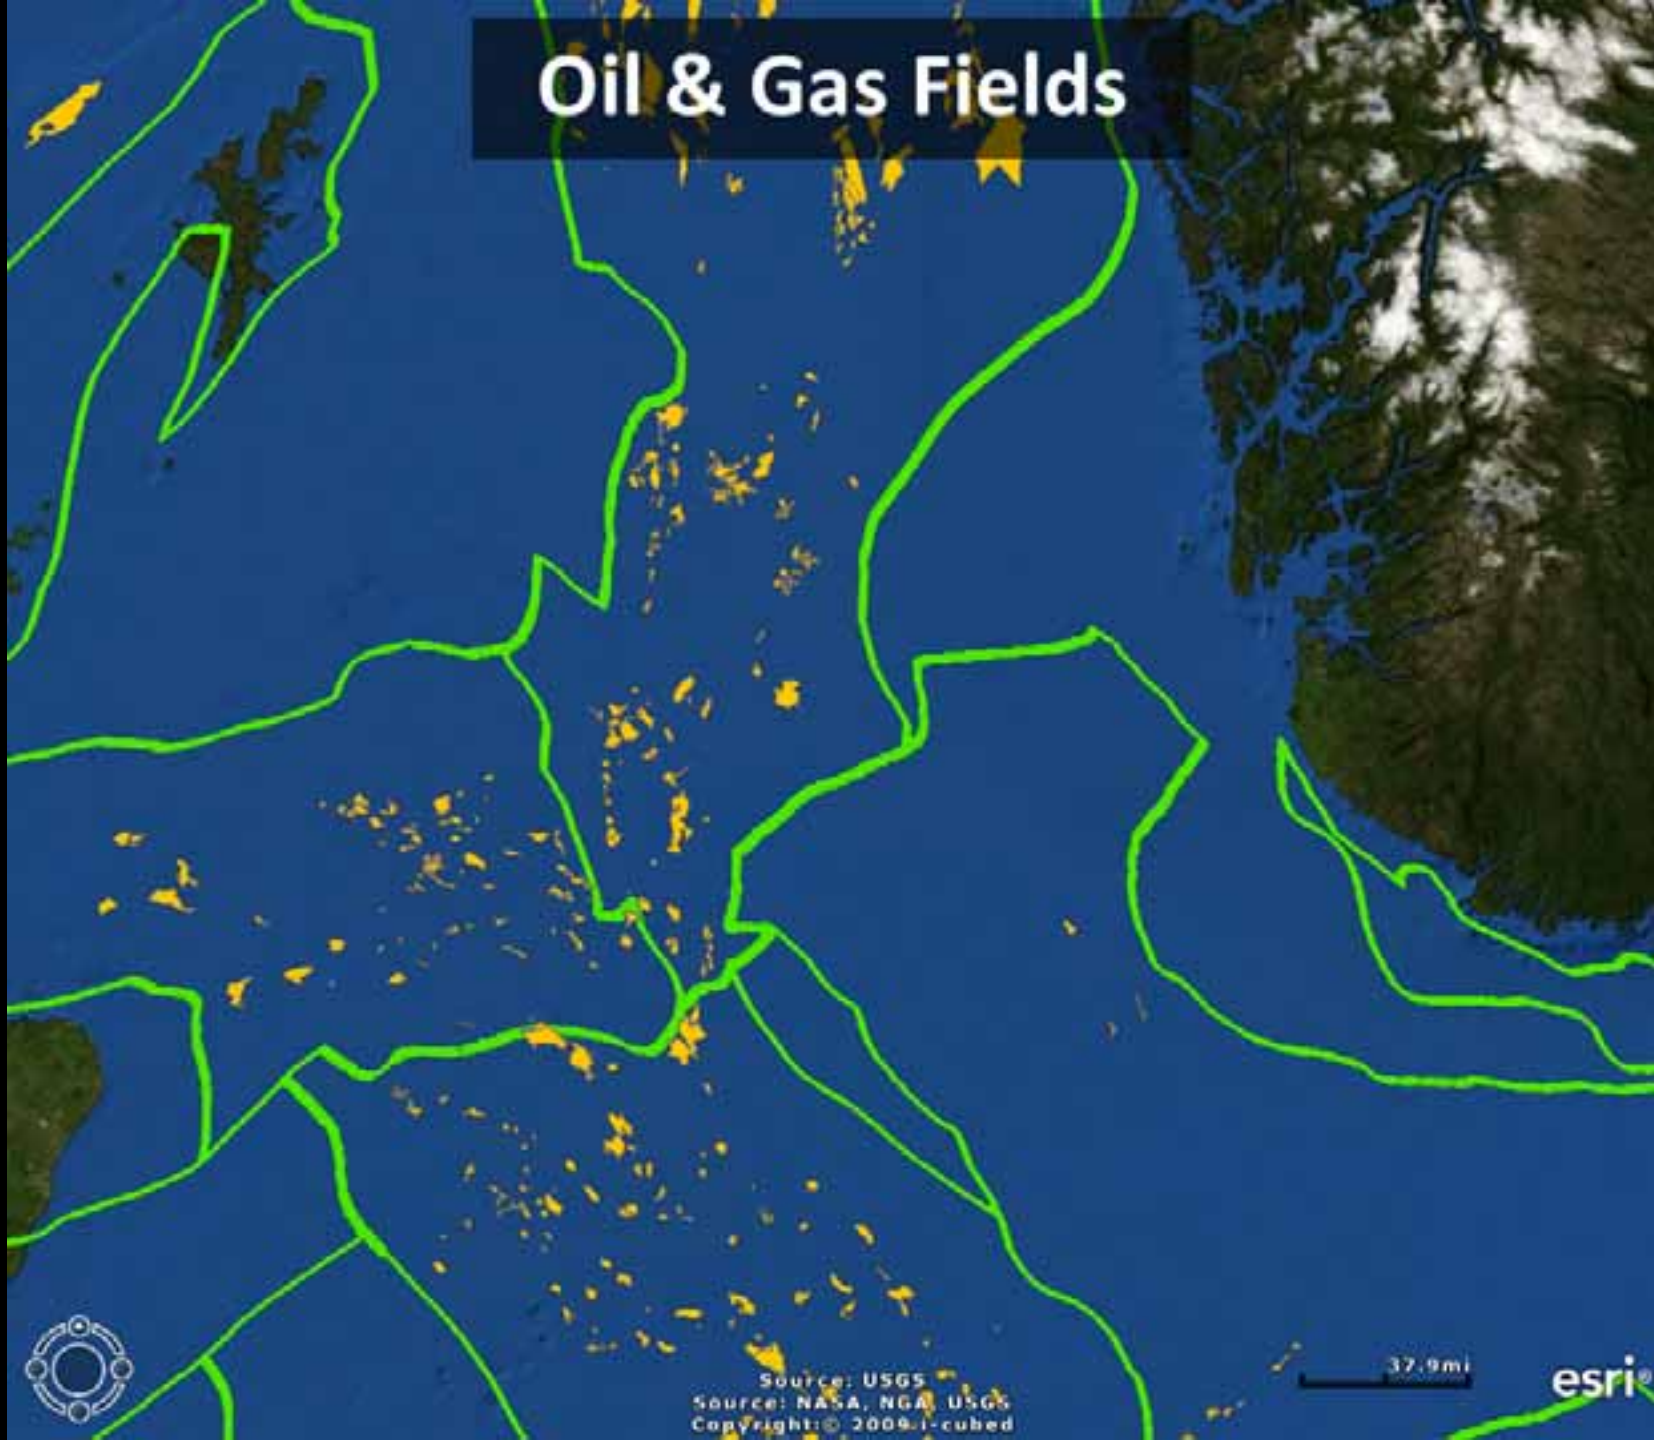 Oil & Gas Fields
37.9mi
esri®
Source: USGS
Source: NASA, NGA, USGS
Copyright:© 2009 i-cubed